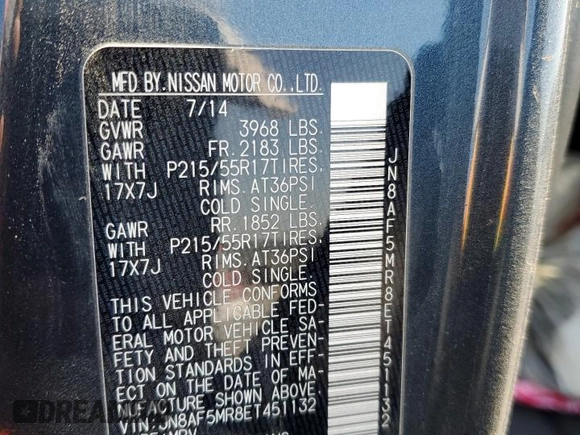 MFD BY.NISSAN MOTOR CO.,LTD.
DATE 7/14
GVWR 3968 LBS.
GAWR FR.2183 LBS.
WITH P215/55R17TIRES.
17X7J RIMS.AT36PSI
COLD SINGLE.
GAWR RR.1852 LBS.
WITH P215/55R17TIRES.
17X7J RIMS.AT36PSI
COLD SINGLE.
THIS VEHICLE CONFORMS
TO ALL APPLICABLE FED-
ERAL MOTOR VEHICLE SA-
FETY AND THEFT PREVEN-
TION STANDARDS IN EFF-
ECT ON THE DATE OF MA-
NUFACTURE SHOWN ABOVE.
VIN:JN8AF5MR8ET451132
JN8AF5MR8ET451132